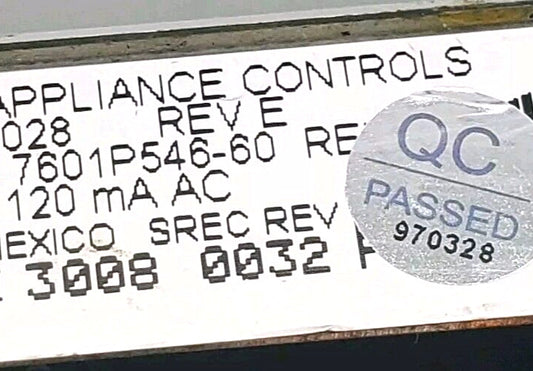 APPLIANCE CONTROLS
028 REV E
7601P546-60 RE
120 mA AC
MEXICO SREC REV
3008 0032
QC
PASSED
970328